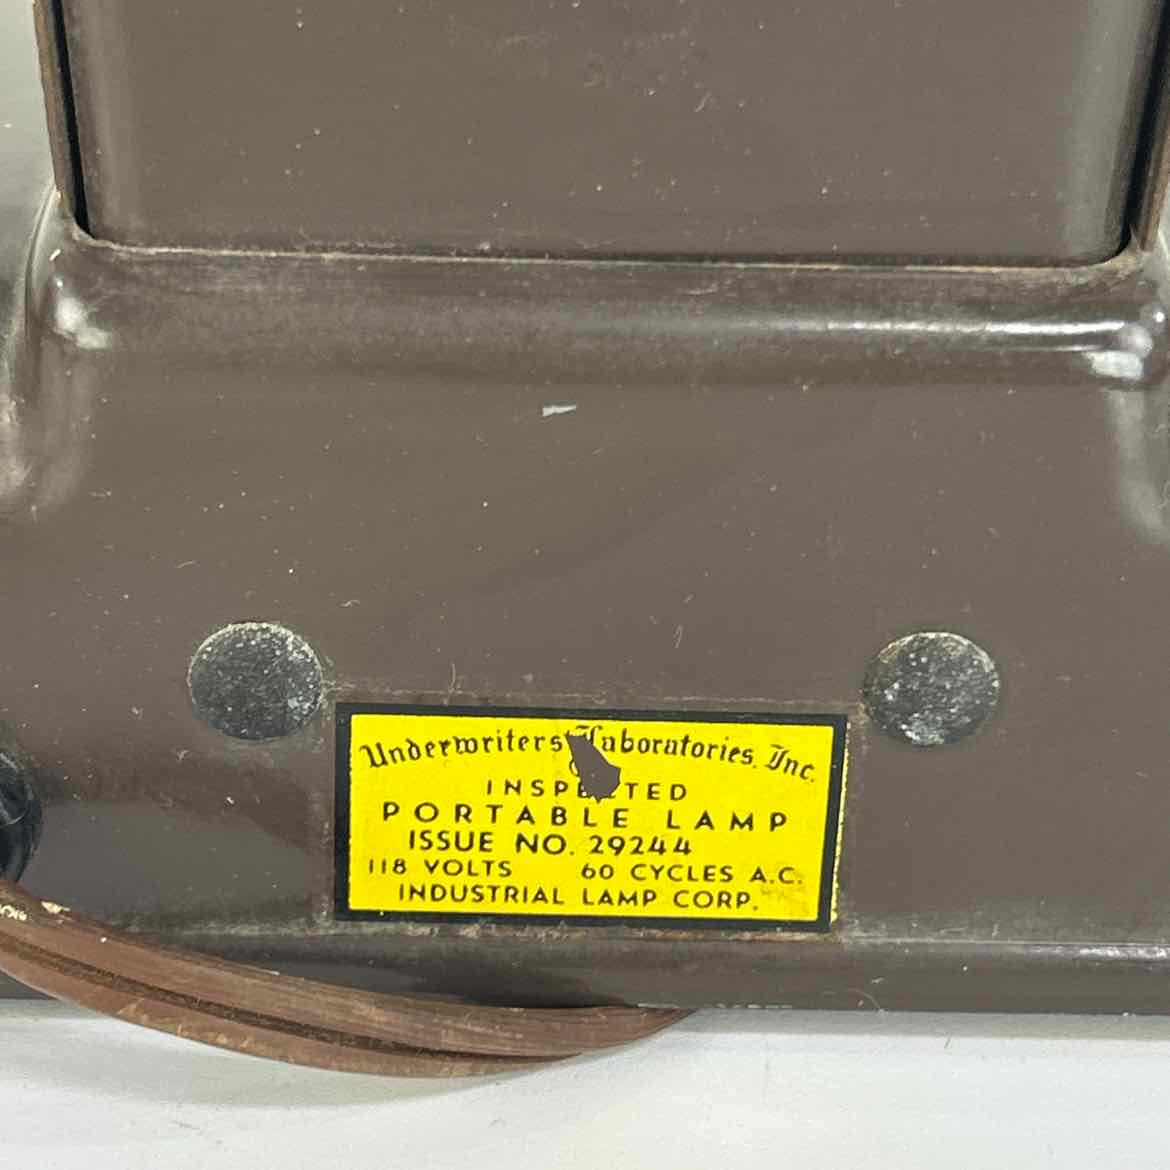 Underwriters' Laboratories, Inc.
INSPECTED
PORTABLE LAMP
ISSUE NO. 29244
118 VOLTS 60 CYCLES A.C.
INDUSTRIAL LAMP CORP.